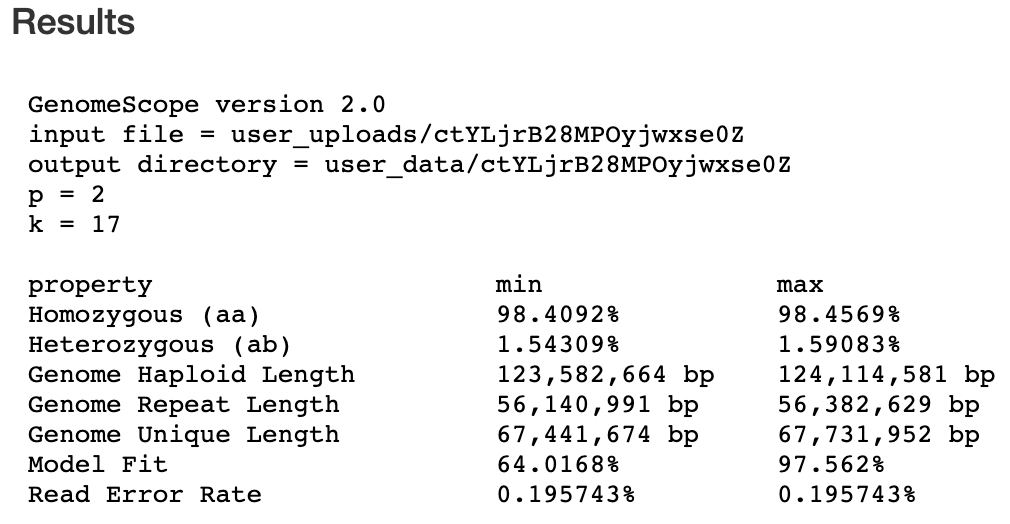 Results
GenomeScope version 2.0
input file = user_uploads/ctYLjrB28MPOyjwxse0Z
output directory = user_data/ctYLjrB28MPOyjwxse0Z
p = 2
k = 17
property min max
Homozygous (aa) 98.4092% 98.4569%
Heterozygous (ab) 1.54309% 1.59083%
Genome Haploid Length 123,582,664 bp 124,114,581 bp
Genome Repeat Length 56,140,991 bp 56,382,629 bp
Genome Unique Length 67,441,674 bp 67,731,952 bp
Model Fit 64.0168% 97.562%
Read Error Rate 0.195743% 0.195743%